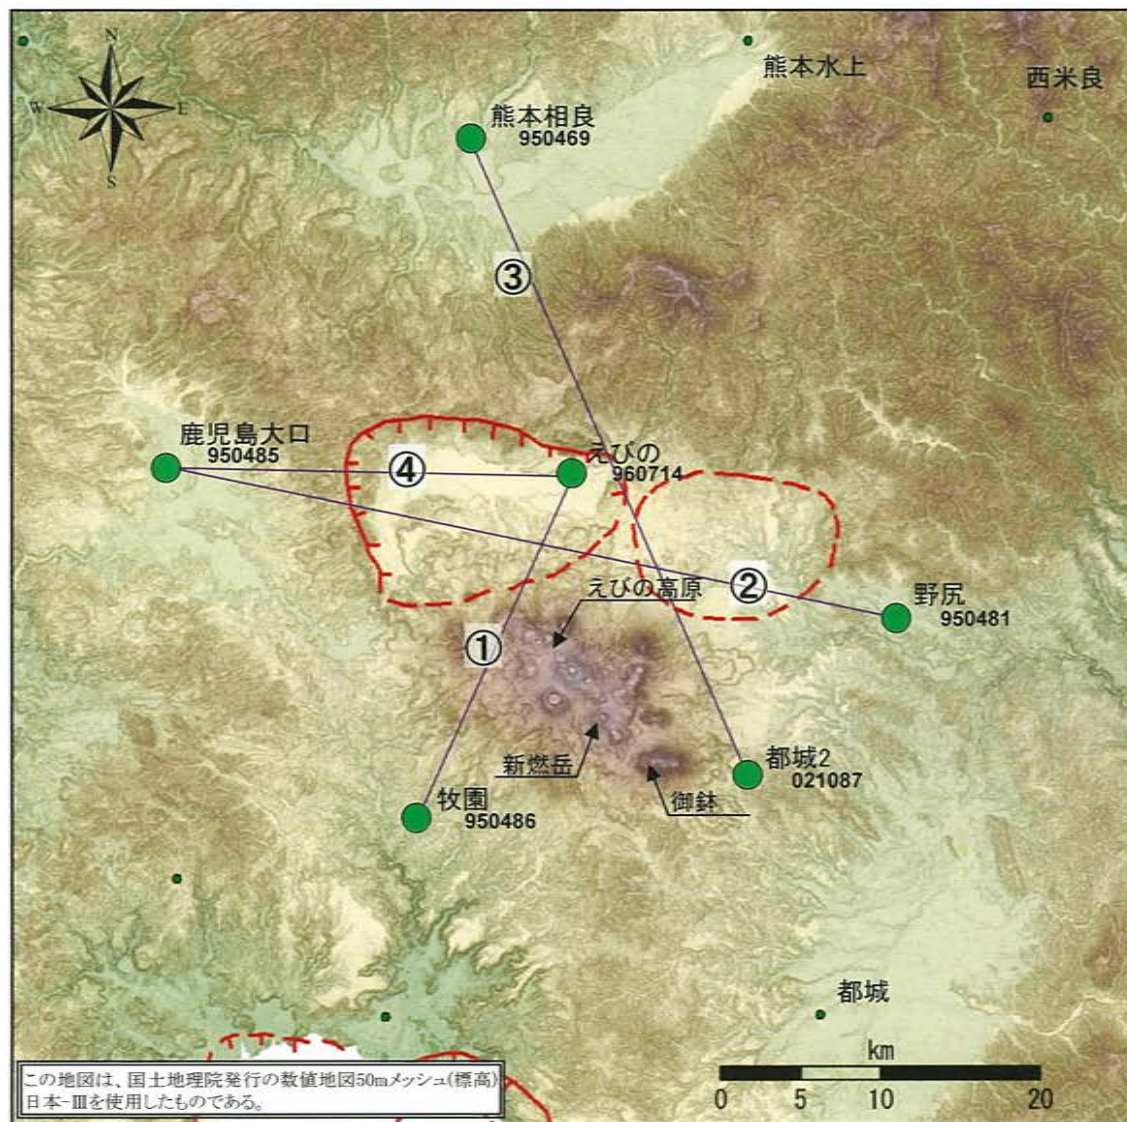 N
W
E
S
熊本水上
西米良
熊本相良
950469
③
鹿児島大口
950485
④
えびの
960714
えびの高原
②
野尻
950481
①
新燃岳
御鉢
都城2
021087
牧園
950486
都城
km
0 5 10 20
この地図は、国土地理院発行の数値地図50mメッシュ(標高)
日本-Ⅲを使用したものである。